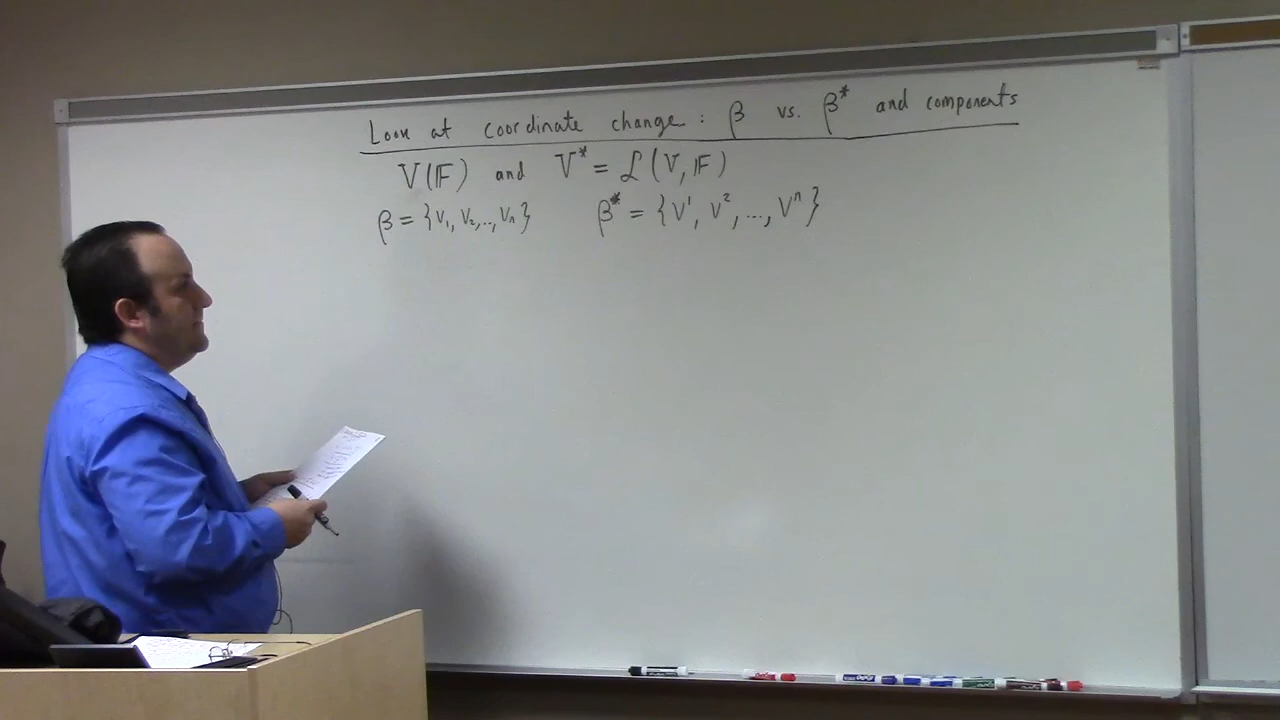 Look at coordinate change : β vs. β* and components
V(𝔽) and V* = ℒ(V, 𝔽)
β = {v₁, v₂, .., vₙ} β* = {v¹, v², ..., vⁿ}